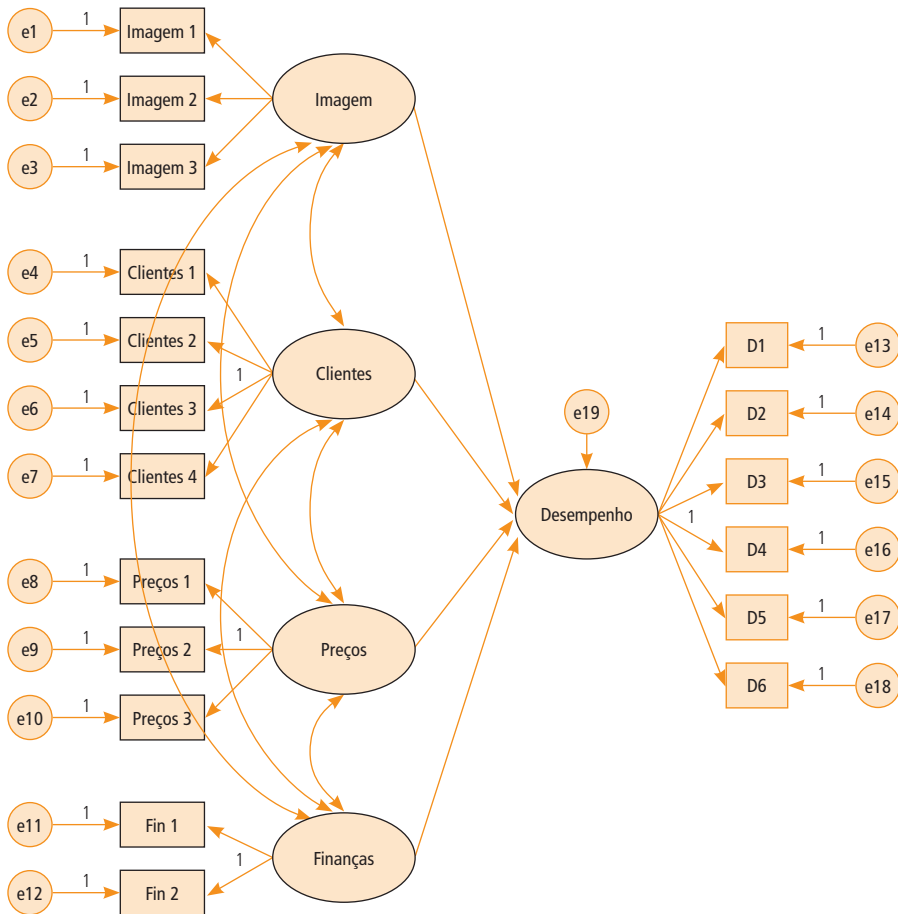 e1 1 Imagem 1
e2 1 Imagem 2
Imagem
e3 1 Imagem 3
e4 1 Clientes 1
e5 1 Clientes 2
1
Clientes
e6 1 Clientes 3
e7 1 Clientes 4
e8 1 Preços 1
e9 1 Preços 2 1
Preços
e10 1 Preços 3
e11 1 Fin 1
1
Finanças
e12 1 Fin 2
e19
Desempenho
1
D1 1 e13
D2 1 e14
D3 1 e15
D4 1 e16
D5 1 e17
D6 1 e18